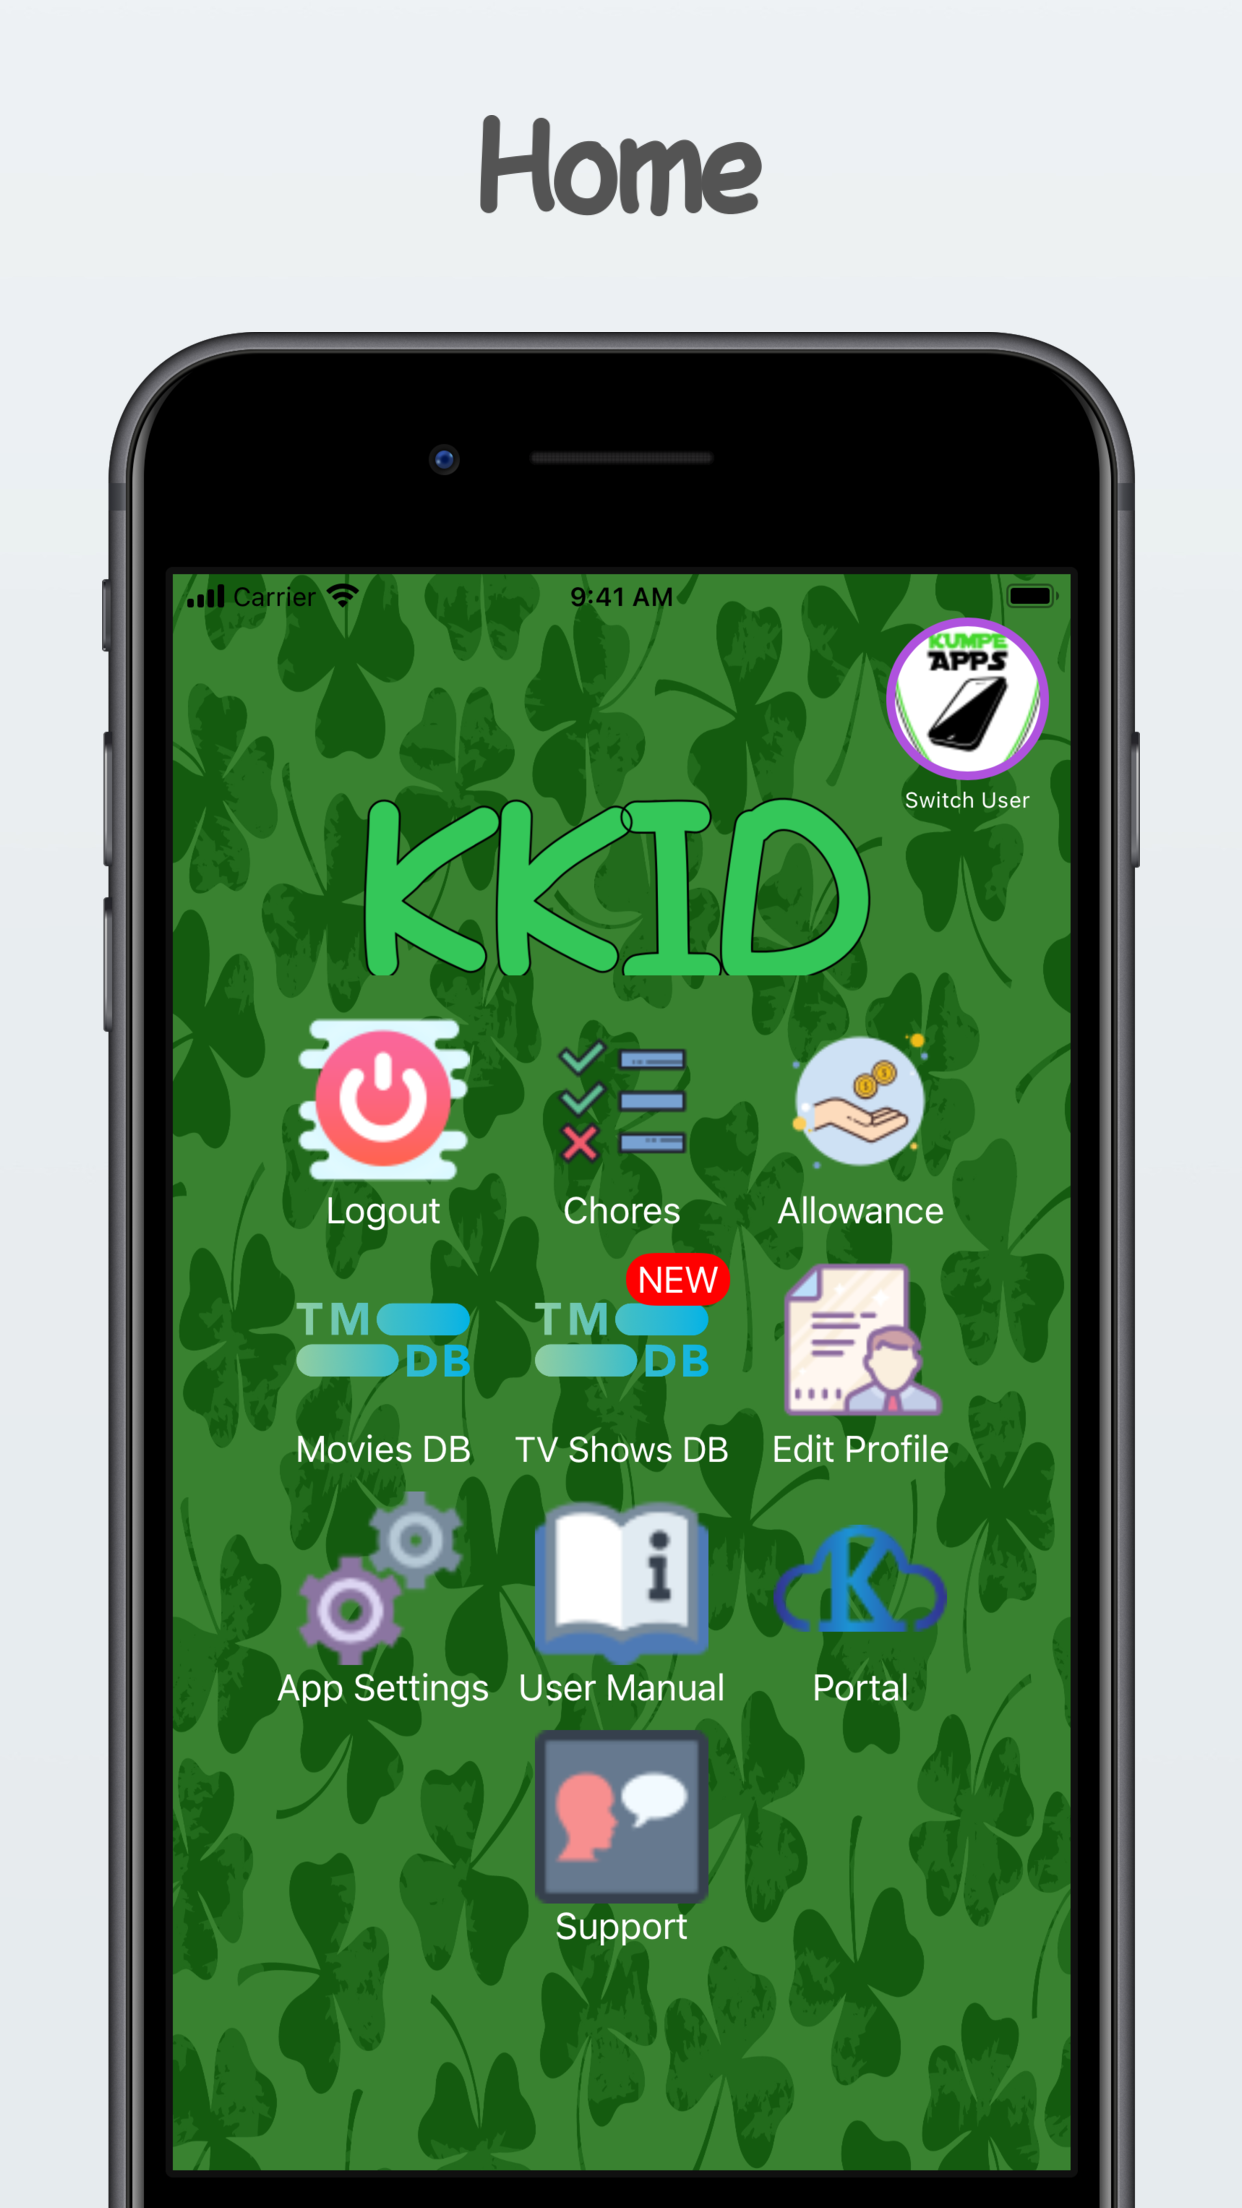 Home
Carrier 9:41 AM
KUMPE
APPS
Switch User
KKID
Logout Chores Allowance
NEW
TM TM
DB DB
Movies DB TV Shows DB Edit Profile
i K
App Settings User Manual Portal
Support